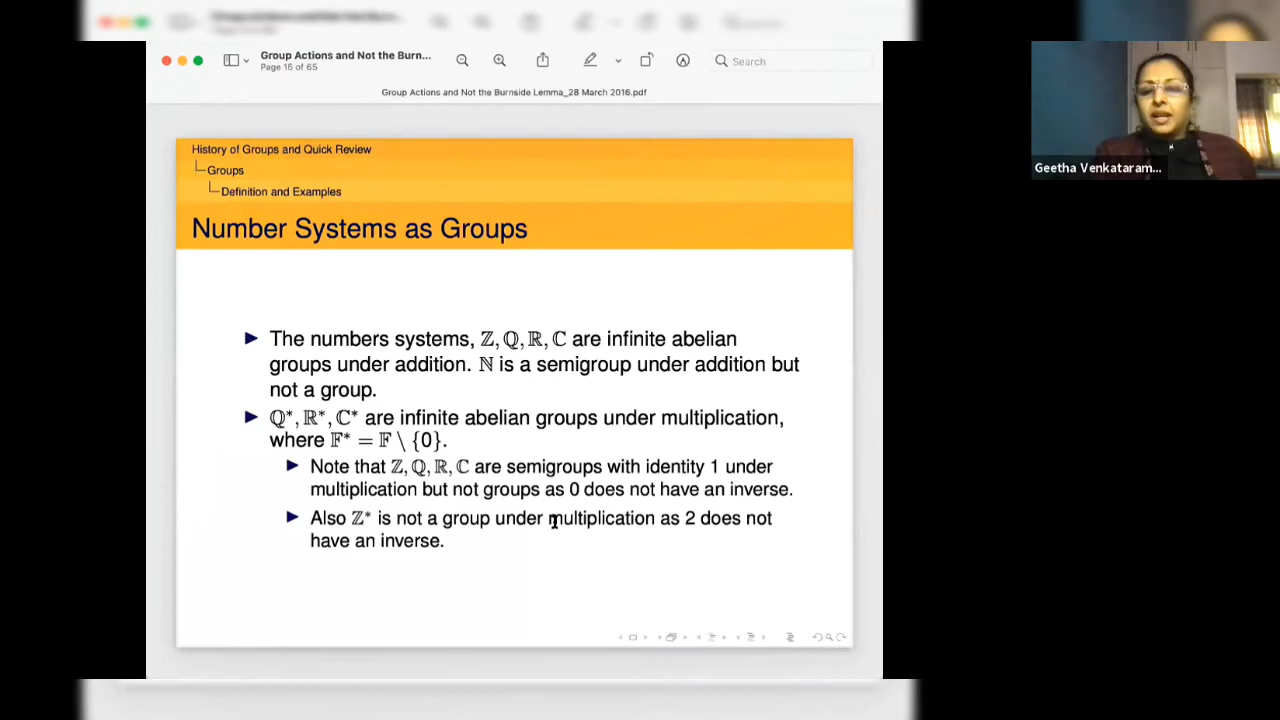 Group Actions and Not the Burn...
Page 15 of 65
Search
Group Actions and Not the Burnside Lemma_28 March 2016.pdf
Geetha Venkataram...
History of Groups and Quick Review
Groups
Definition and Examples
Number Systems as Groups
The numbers systems, ℤ, ℚ, ℝ, ℂ are infinite abelian
groups under addition. ℕ is a semigroup under addition but
not a group.
ℚ*, ℝ*, ℂ* are infinite abelian groups under multiplication,
where 𝔽* = 𝔽 \ {0}.
Note that ℤ, ℚ, ℝ, ℂ are semigroups with identity 1 under
multiplication but not groups as 0 does not have an inverse.
Also ℤ* is not a group under multiplication as 2 does not
have an inverse.